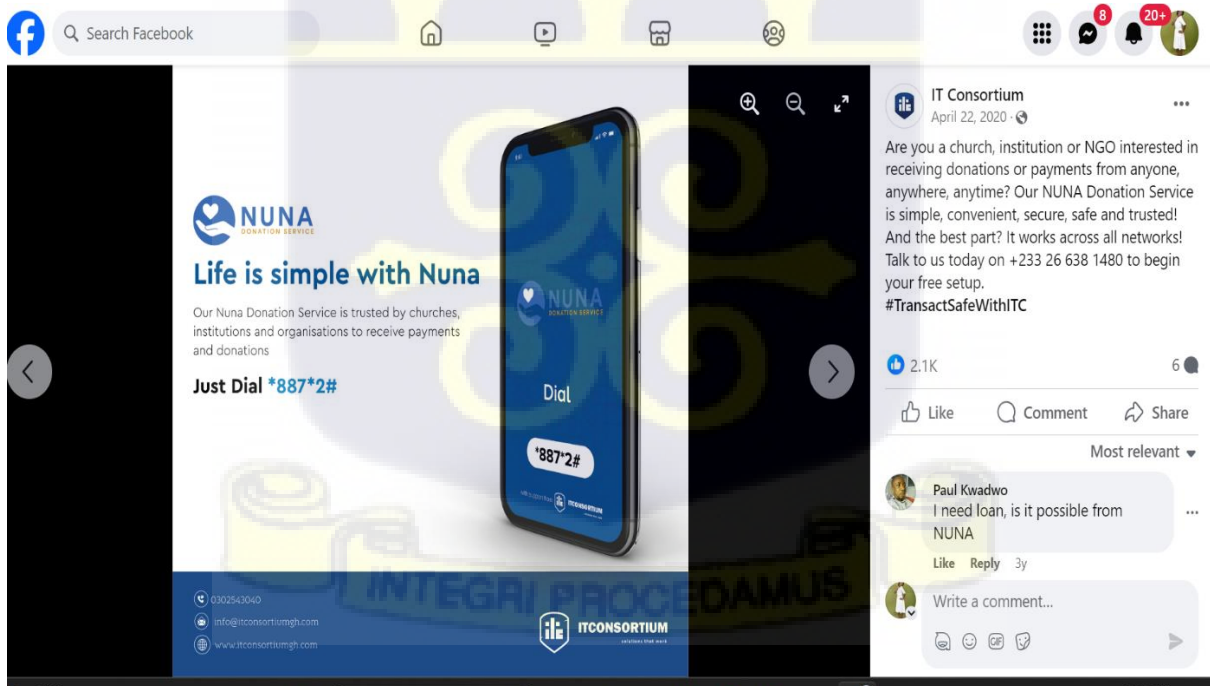 Search Facebook
8
20+
IT Consortium
April 22, 2020
Are you a church, institution or NGO interested in
receiving donations or payments from anyone,
anywhere, anytime? Our NUNA Donation Service
is simple, convenient, secure, safe and trusted!
And the best part? It works across all networks!
Talk to us today on +233 26 638 1480 to begin
your free setup.
#TransactSafeWithITC
2.1K
6
Like
Comment
Share
Most relevant
Paul Kwadwo
I need loan, is it possible from
NUNA
Like Reply 3y
Write a comment...
GIF
NUNA
DONATION SERVICE
Life is simple with Nuna
Our Nuna Donation Service is trusted by churches,
institutions and organisations to receive payments
and donations
Just Dial *887*2#
NUNA
DONATION SERVICE
Dial
*887*2#
ITCONSORTIUM
0302543040
info@itconsortiumgh.com
www.itconsortiumgh.com
ITCONSORTIUM
solutions that work
INTEGRI PROCEDAMUS